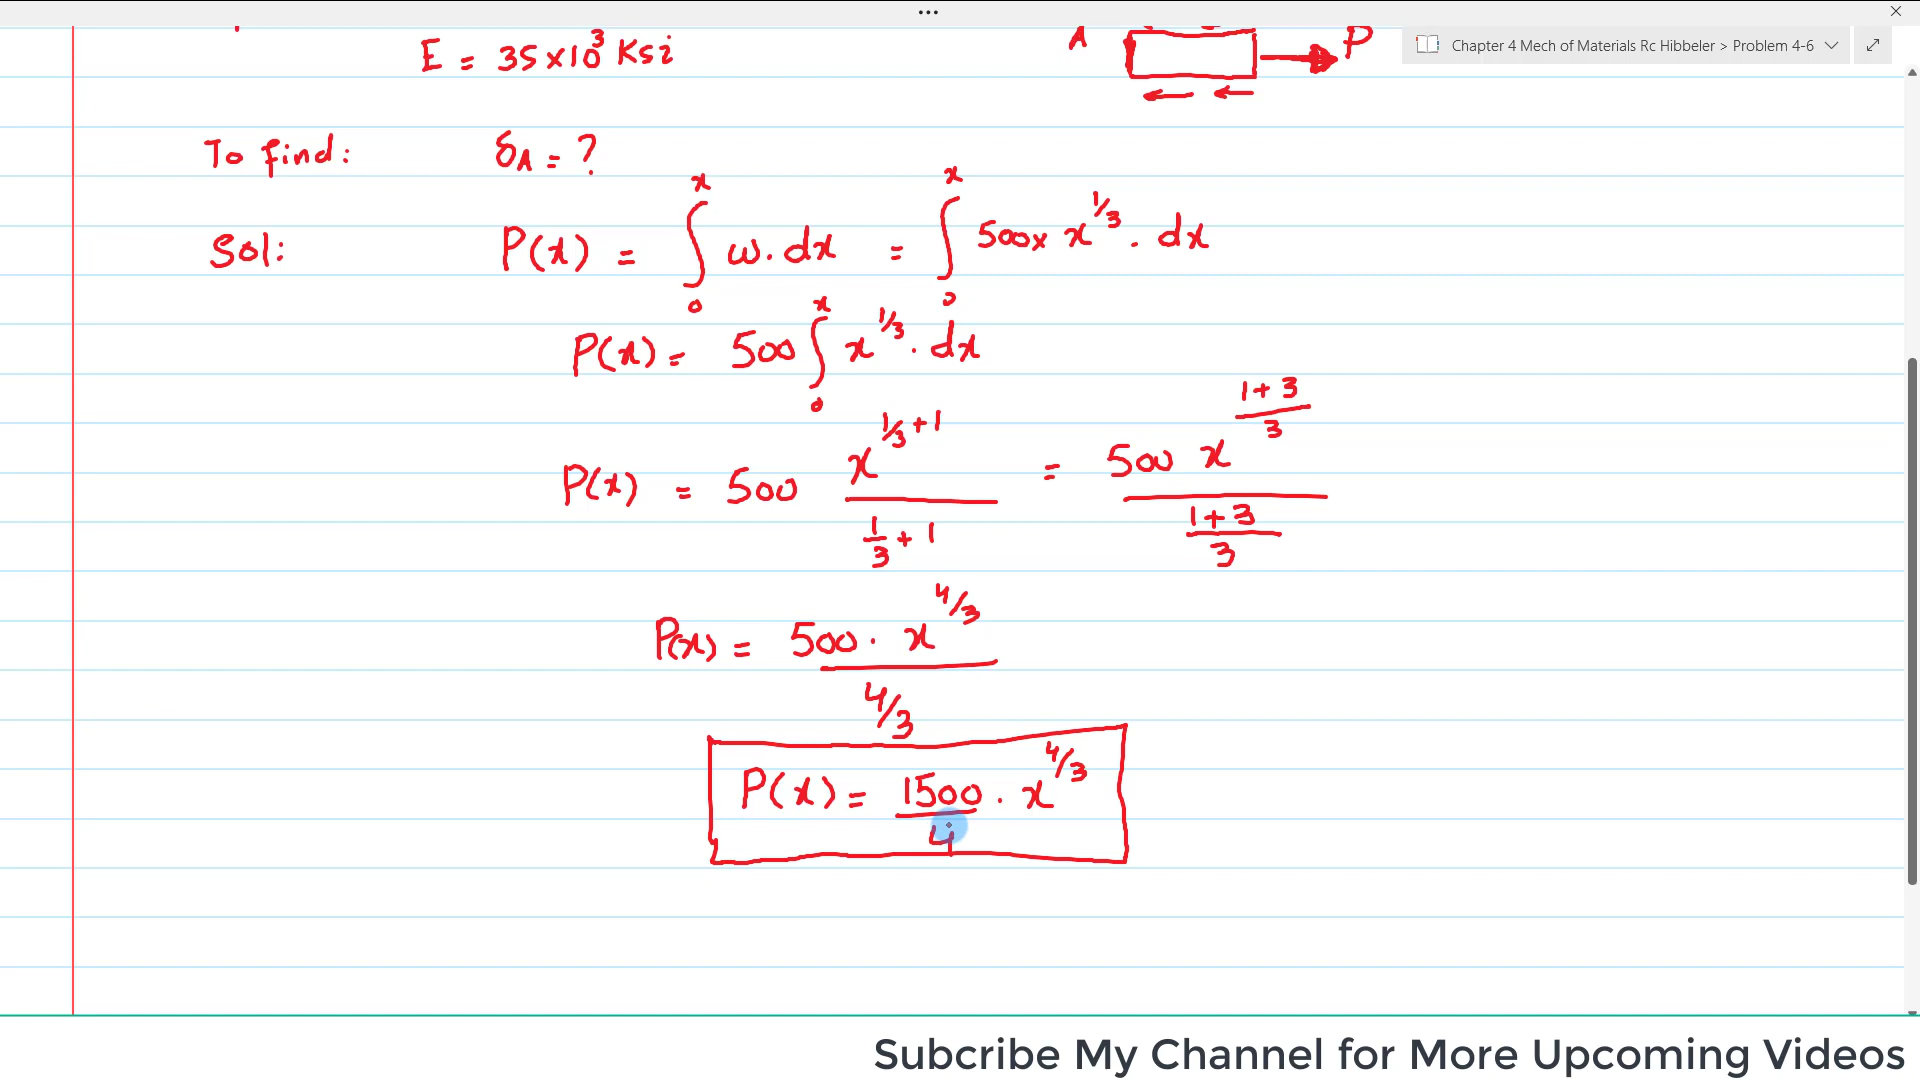 Chapter 4 Mech of Materials Rc Hibbeler > Problem 4-6
E = 35×10³ Ksi
A
P
To find: δA = ?
Sol: P(x) = ∫₀ˣ ω.dx = ∫₀ˣ 500 x x^(1/3) . dx
P(x) = 500 ∫₀ˣ x^(1/3) . dx
P(x) = 500 x^(1/3 + 1) / (1/3 + 1) = 500 x^((1+3)/3) / ((1+3)/3)
P(x) = 500 . x^(4/3) / (4/3)
P(x) = 1500/4 . x^(4/3)
Subcribe My Channel for More Upcoming Videos